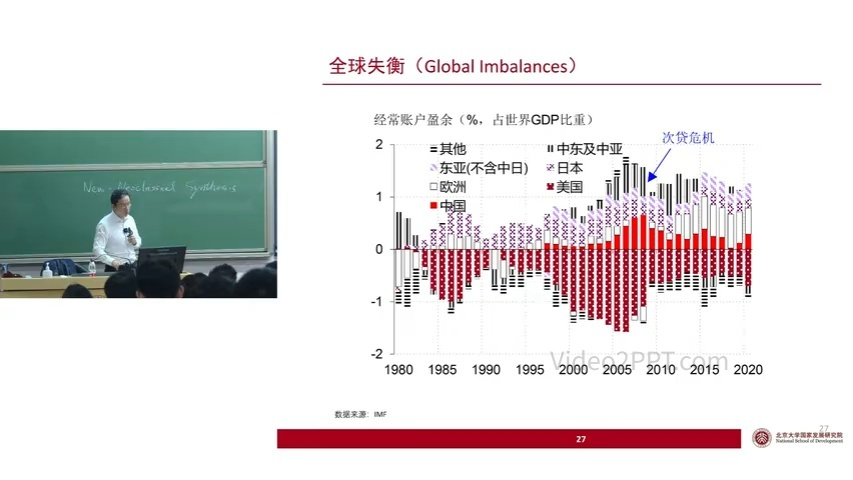 全球失衡（Global Imbalances）
经常账户盈余（%，占世界GDP比重）
次贷危机
2
其他
中东及中亚
东亚(不含中日)
日本
1
欧洲
美国
中国
0
-1
-2
1980 1985 1990 1995 2000 2005 2010 2015 2020
Video2PPT.com
数据来源：IMF
27
27
北京大学国家发展研究院
National School of Development
New-Neoclassical Synthesis